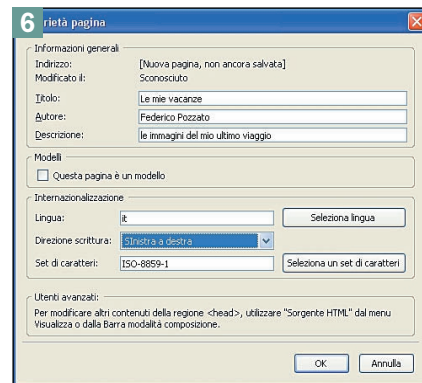 6
rietà pagina
Informazioni generali
Indirizzo: [Nuova pagina, non ancora salvata]
Modificato il: Sconosciuto
Titolo: Le mie vacanze
Autore: Federico Pozzato
Descrizione: le immagini del mio ultimo viaggio
Modelli
Questa pagina è un modello
Internazionalizzazione
Lingua: it Seleziona lingua
Direzione scrittura: SInistra a destra
Set di caratteri: ISO-8859-1 Seleziona un set di caratteri
Utenti avanzati:
Per modificare altri contenuti della regione <head>, utilizzare "Sorgente HTML" dal menu
Visualizza o dalla Barra modalità composizione.
OK Annulla